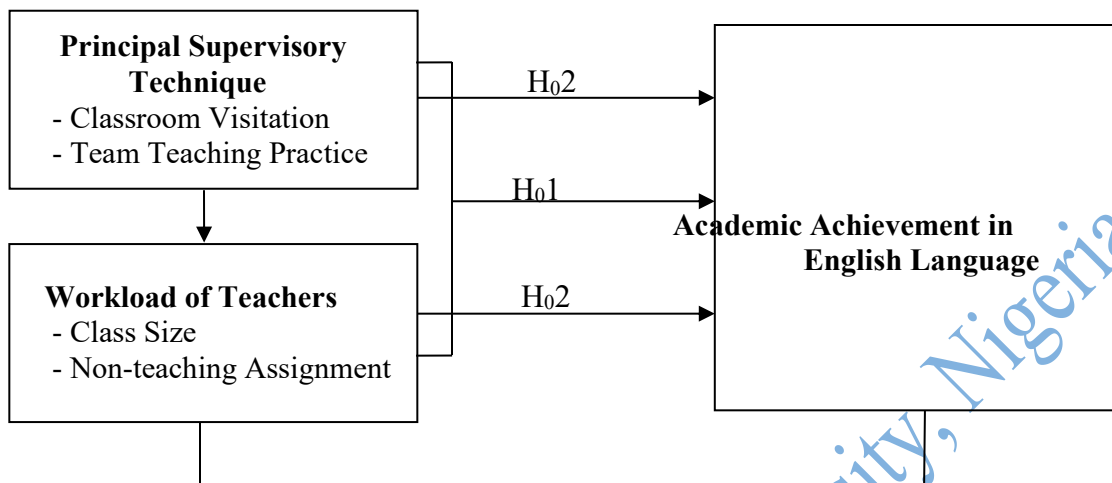 Principal Supervisory
Technique
- Classroom Visitation
- Team Teaching Practice
H₀2
H₀1
Academic Achievement in
English Language
Workload of Teachers
- Class Size
- Non-teaching Assignment
H₀2
Nigeria